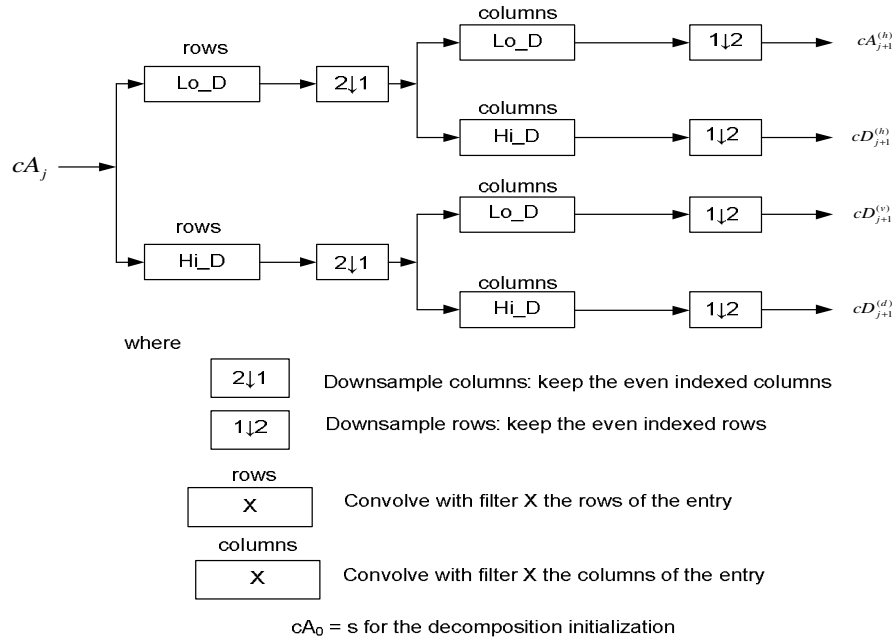 columns
rows
Lo_D
1↓2
cA_{j+1}^{(h)}
Lo_D
2↓1
columns
Hi_D
1↓2
cD_{j+1}^{(h)}
cA_j
columns
rows
Lo_D
1↓2
cD_{j+1}^{(v)}
Hi_D
2↓1
columns
Hi_D
1↓2
cD_{j+1}^{(d)}
where
2↓1 Downsample columns: keep the even indexed columns
1↓2 Downsample rows: keep the even indexed rows
rows
X Convolve with filter X the rows of the entry
columns
X Convolve with filter X the columns of the entry
cA₀ = s for the decomposition initialization